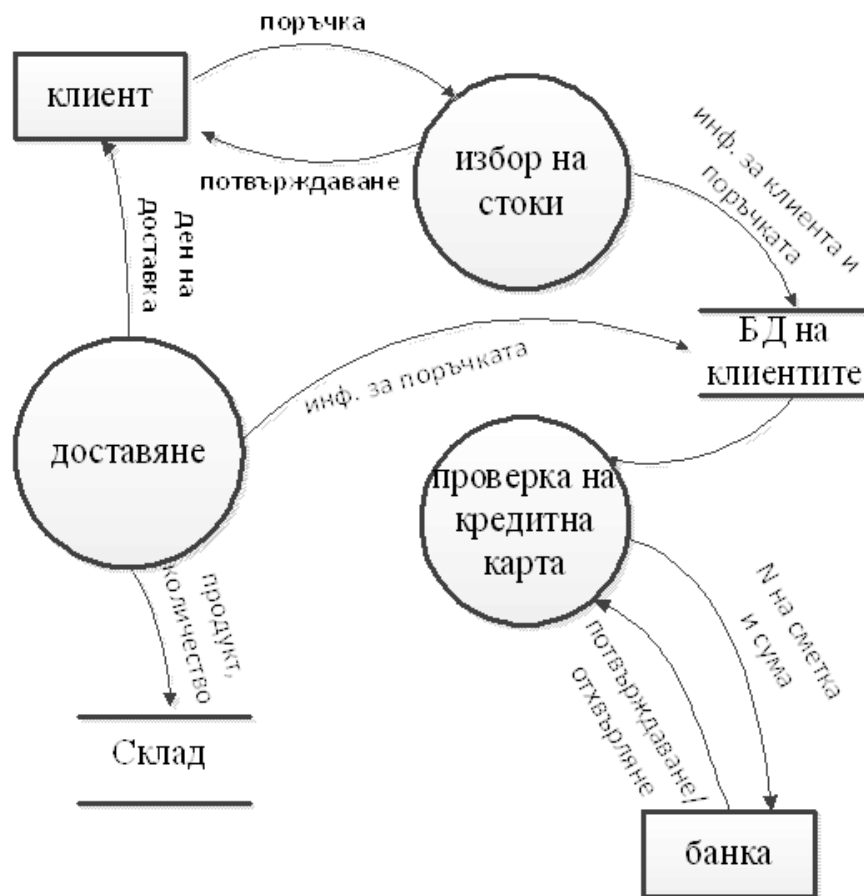 поръчка
клиент
потвърждаване
избор на
стоки
инф. за клиента и
поръчката
ден на
доставка
БД на
клиентите
инф. за поръчката
доставяне
проверка на
кредитна
карта
продукт,
количество
N на сметка
и сума
потвърждаване/
отхвърляне
Склад
банка